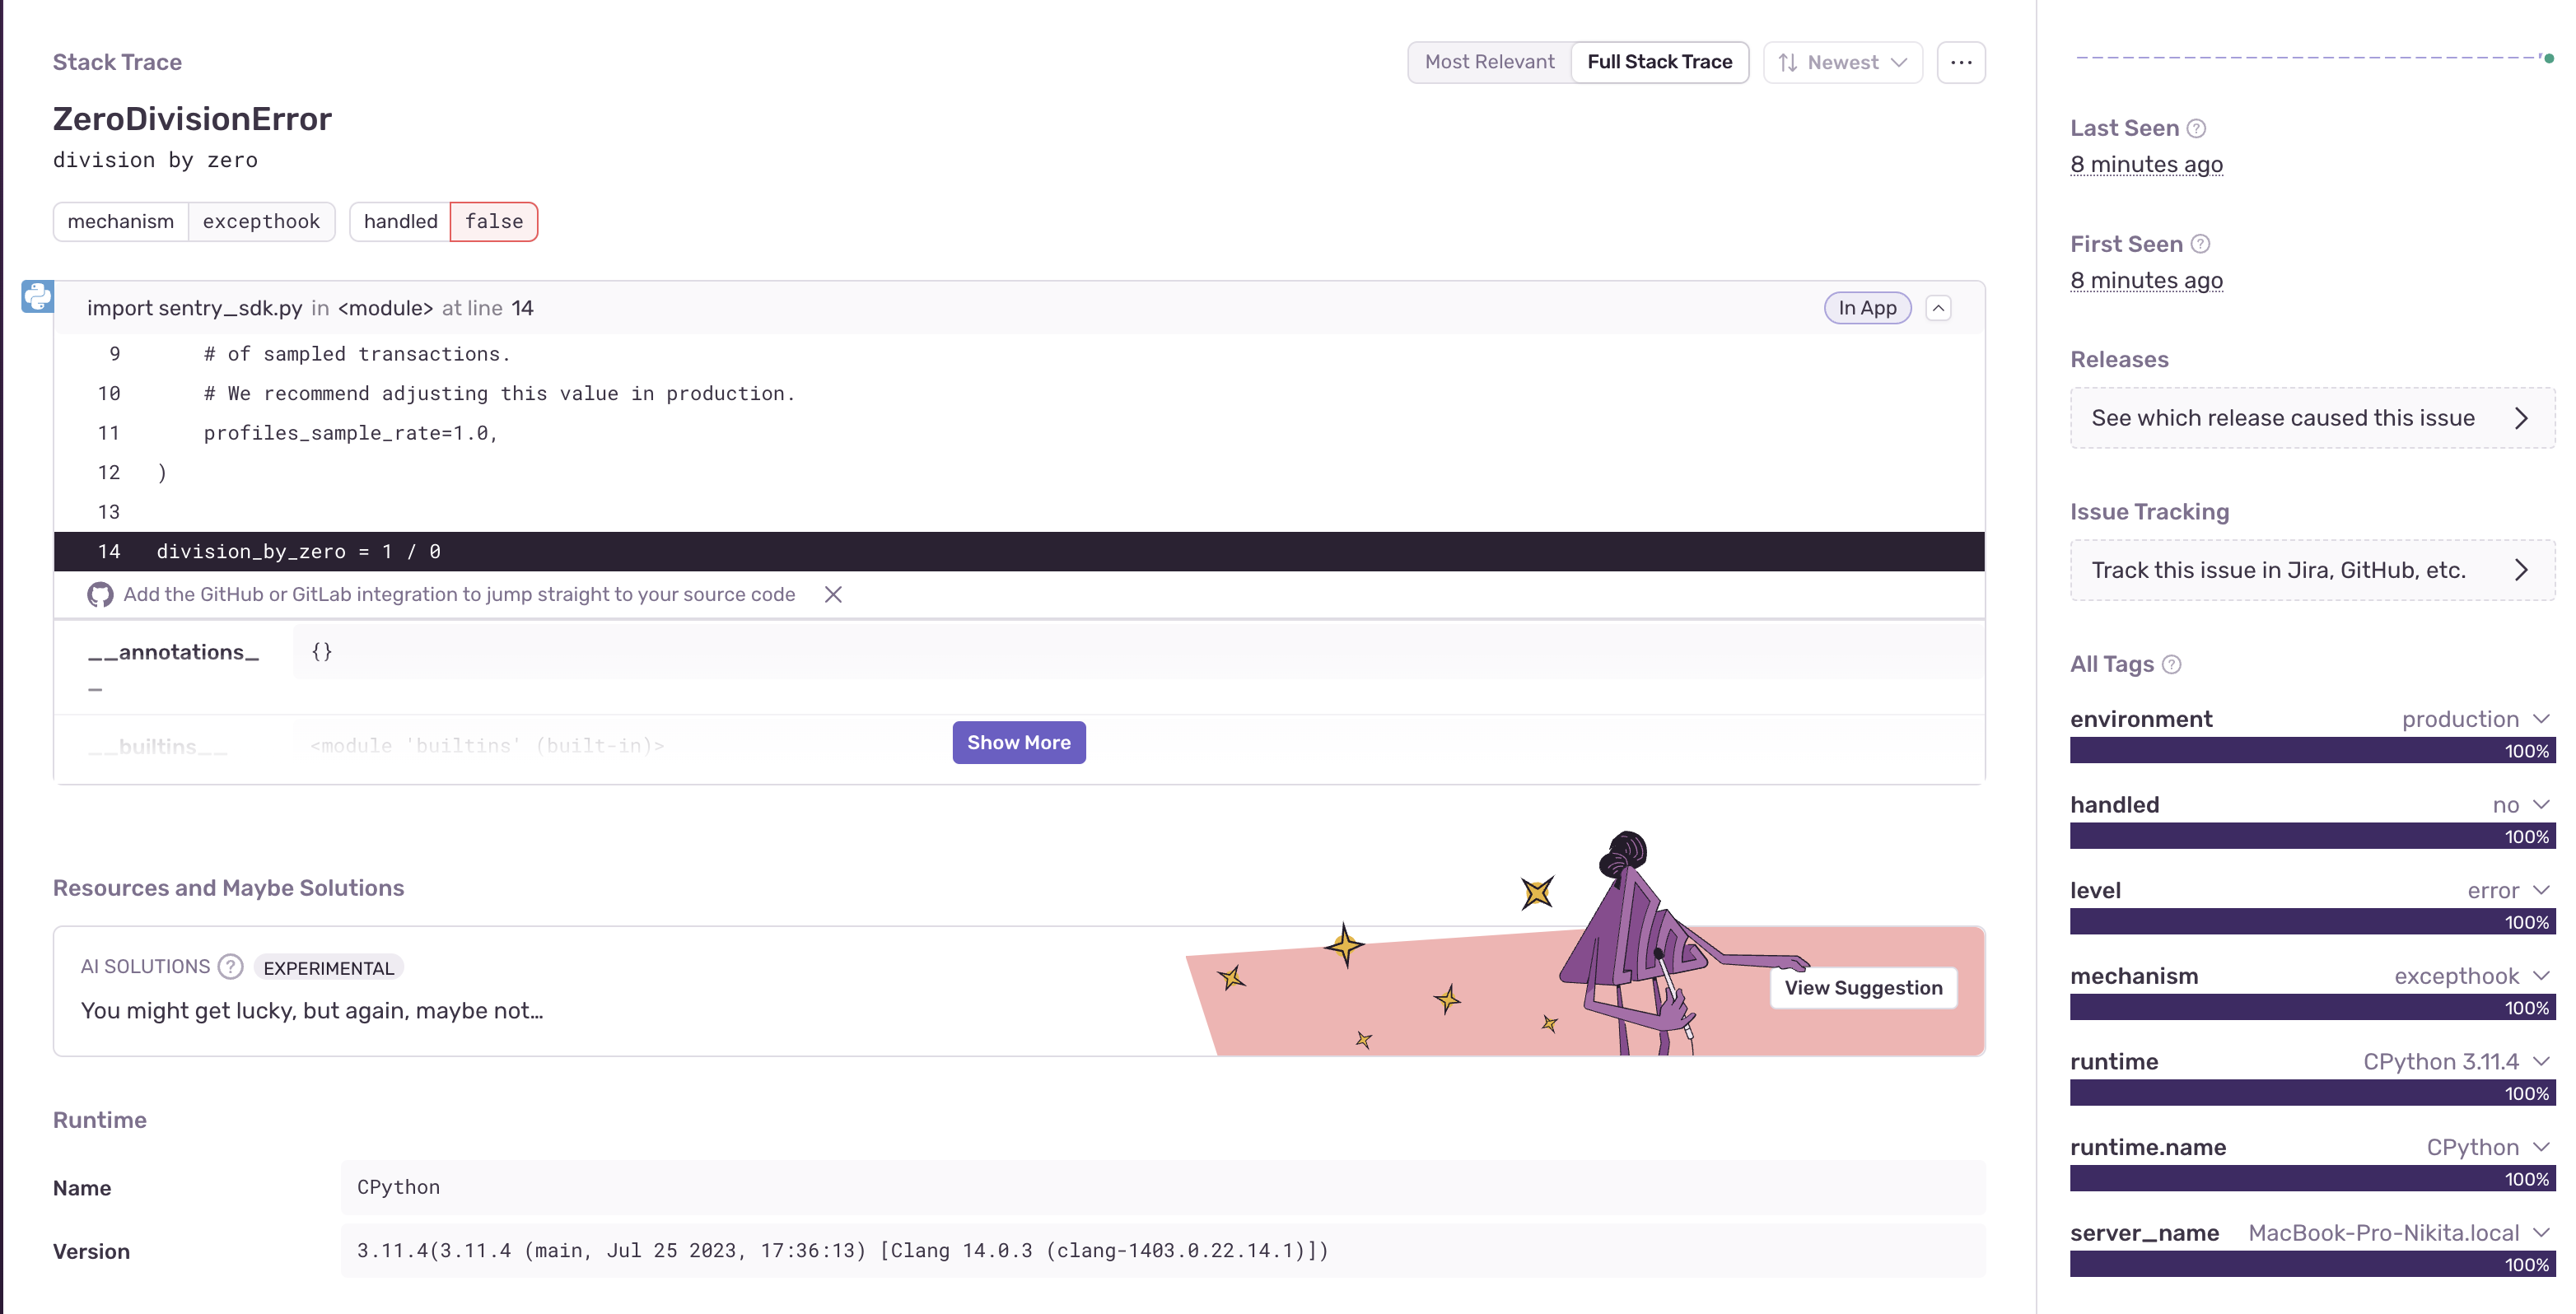 Stack Trace
Most Relevant
Full Stack Trace
Newest
ZeroDivisionError
division by zero
mechanism excepthook
handled false
import sentry_sdk.py in <module> at line 14
In App
9 # of sampled transactions.
10 # We recommend adjusting this value in production.
11 profiles_sample_rate=1.0,
12 )
13
14 division_by_zero = 1 / 0
Add the GitHub or GitLab integration to jump straight to your source code
__annotations_ {}
_
__builtins__ <module 'builtins' (built-in)>
Show More
Resources and Maybe Solutions
AI SOLUTIONS ? EXPERIMENTAL
You might get lucky, but again, maybe not…
View Suggestion
Runtime
Name CPython
Version 3.11.4(3.11.4 (main, Jul 25 2023, 17:36:13) [Clang 14.0.3 (clang-1403.0.22.14.1)])
Last Seen ?
8 minutes ago
First Seen ?
8 minutes ago
Releases
See which release caused this issue
Issue Tracking
Track this issue in Jira, GitHub, etc.
All Tags ?
environment production
100%
handled no
100%
level error
100%
mechanism excepthook
100%
runtime CPython 3.11.4
100%
runtime.name CPython
100%
server_name MacBook-Pro-Nikita.local
100%